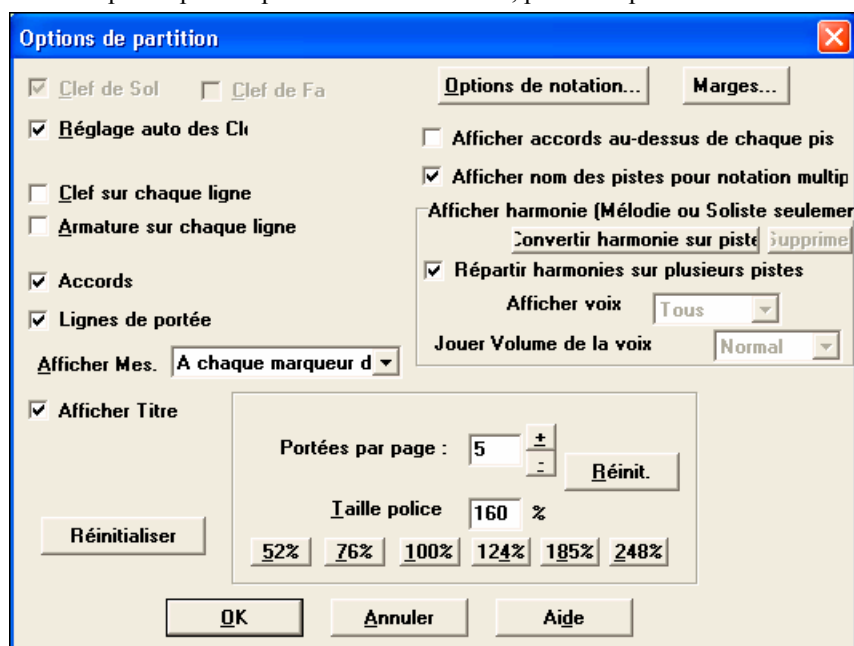 Options de partition
Clef de Sol
Clef de Fa
Options de notation...
Marges...
Réglage auto des Cle
Afficher accords au-dessus de chaque pis
Afficher nom des pistes pour notation multip
Clef sur chaque ligne
Armature sur chaque ligne
Afficher harmonie (Mélodie ou Soliste seulemer
Convertir harmonie sur piste
Supprime
Accords
Répartir harmonies sur plusieurs pistes
Lignes de portée
Afficher voix
Tous
Jouer Volume de la voix
Normal
Afficher Mes.
A chaque marqueur d
Afficher Titre
Portées par page :
5
+
-
Réinit.
Taille police
160
%
Réinitialiser
52%
76%
100%
124%
185%
248%
OK
Annuler
Aide